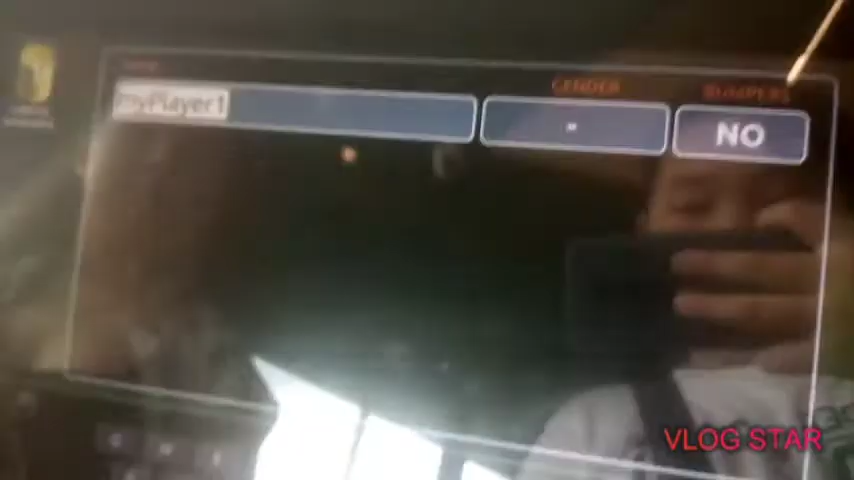 GENDER
BUMPERS
myPlayer1
-
NO
VLOG STAR